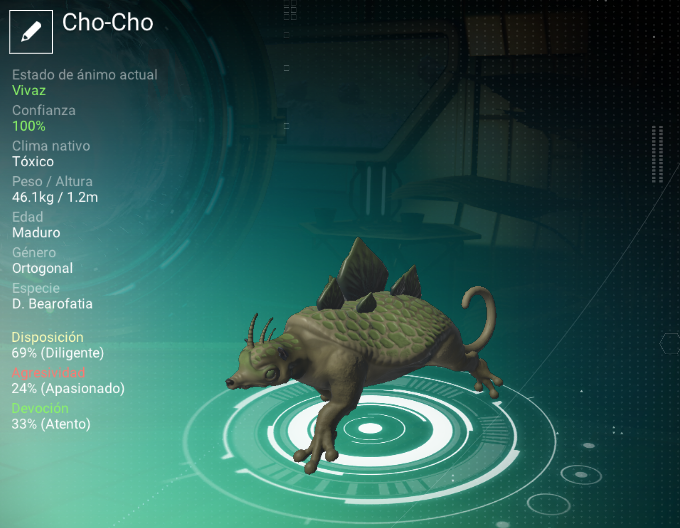 Cho-Cho
Estado de ánimo actual
Vivaz
Confianza
100%
Clima nativo
Tóxico
Peso / Altura
46.1kg / 1.2m
Edad
Maduro
Género
Ortogonal
Especie
D. Bearofatia
Disposición
69% (Diligente)
Agresividad
24% (Apasionado)
Devoción
33% (Atento)